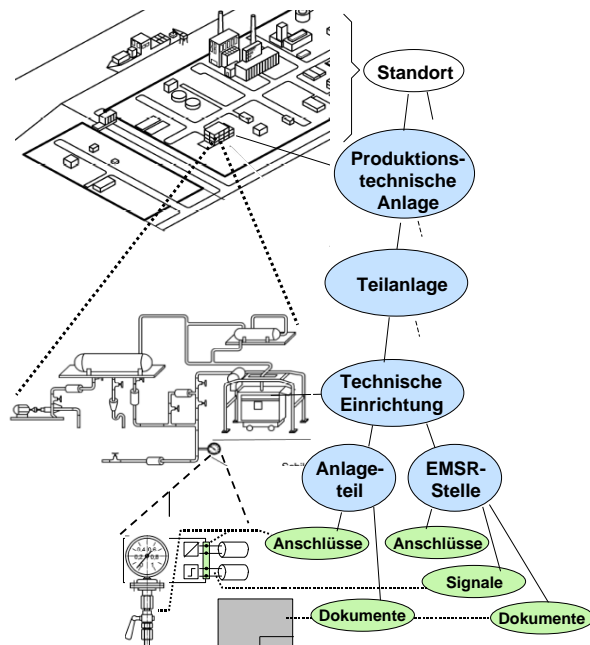 Standort
Produktions-
technische
Anlage
Teilanlage
Technische
Einrichtung
Anlage-
teil
EMSR-
Stelle
Anschlüsse
Anschlüsse
Signale
Dokumente
Dokumente